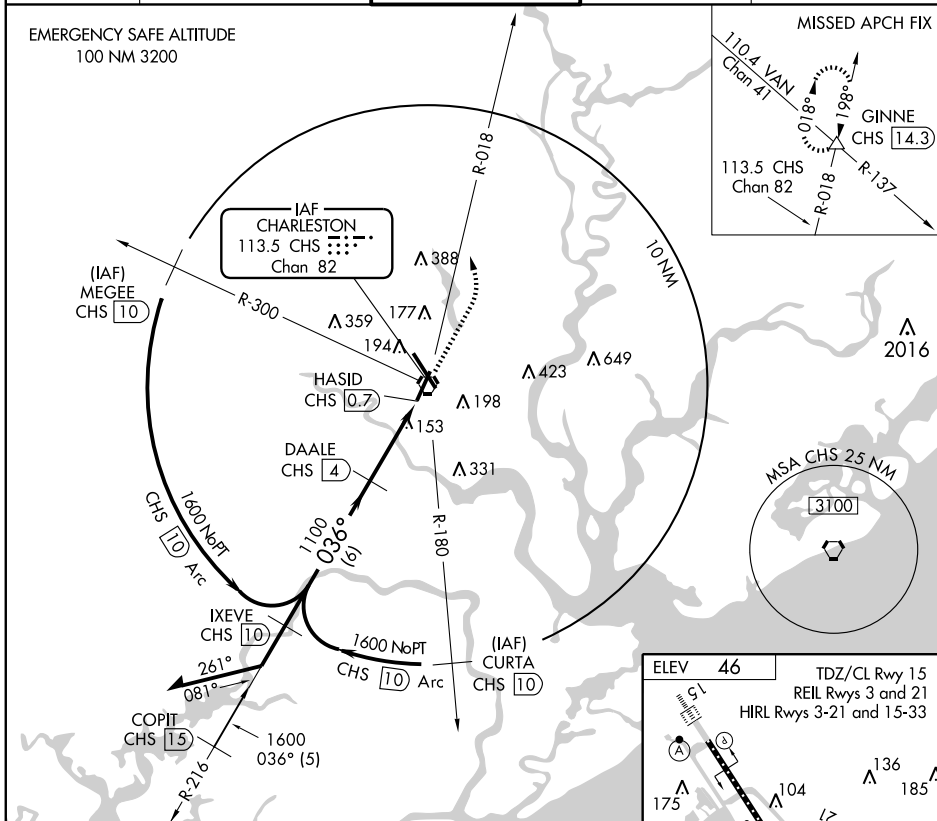 EMERGENCY SAFE ALTITUDE
100 NM 3200
MISSED APCH FIX
110.4 VAN
Chan 41
018°
198°
GINNE
CHS 14.3
113.5 CHS
Chan 82
R-018
R-137
R-018
10 NM
IAF
CHARLESTON
113.5 CHS
Chan 82
(IAF)
MEGEE
CHS 10
R-300
388
177
359
194
423
649
2016
HASID
CHS 0.7
198
153
DAALE
CHS 4
331
MSA CHS 25 NM
3100
R-180
1600 NoPT
CHS 10 Arc
1100
036°
(6)
IXEVE
CHS 10
1600 NoPT
CHS 10 Arc
(IAF)
CURTA
CHS 10
261°
081°
COPIT
CHS 15
1600
036° (5)
R-216
ELEV 46
TDZ/CL Rwy 15
REIL Rwys 3 and 21
HIRL Rwys 3-21 and 15-33
15
A
P
175
104
136
185
21